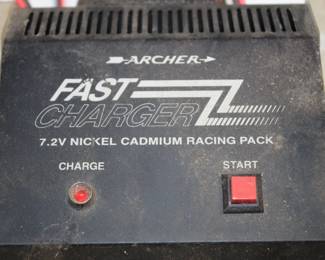 ARCHER
FAST
CHARGER
7.2V NICKEL CADMIUM RACING PACK
CHARGE START